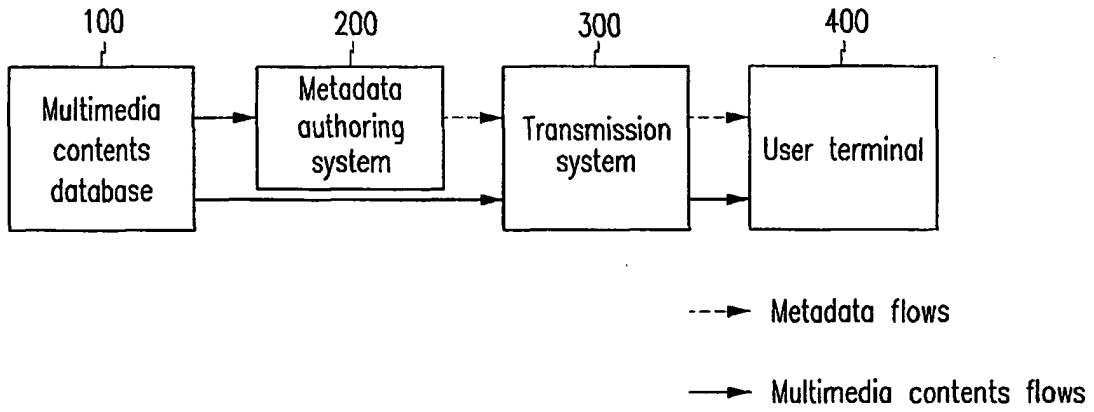 100
200
300
400
Multimedia
contents
database
Metadata
authoring
system
Transmission
system
User terminal
Metadata flows
Multimedia contents flows